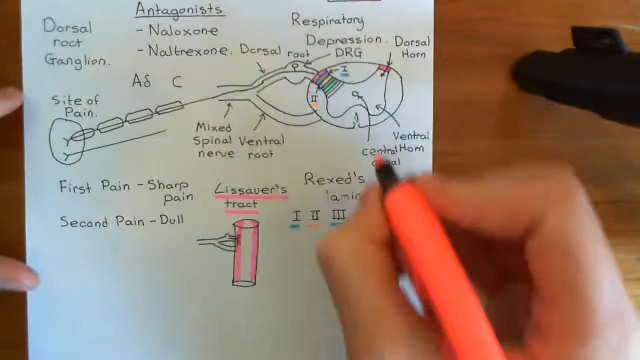 Antagonists
- Naloxone
- Naltrexone.
Respiratory
Depression.
Dorsal
root
Ganglion.
Dorsal
root
DRG
Dorsal
Horn
I
II
Aδ C
Site of
Pain.
Mixed
Spinal
nerve
Ventral
root
Ventral
Horn
central
First Pain - Sharp
pain
Second Pain - Dull
Lissauer's
tract
Rexed's
I II III